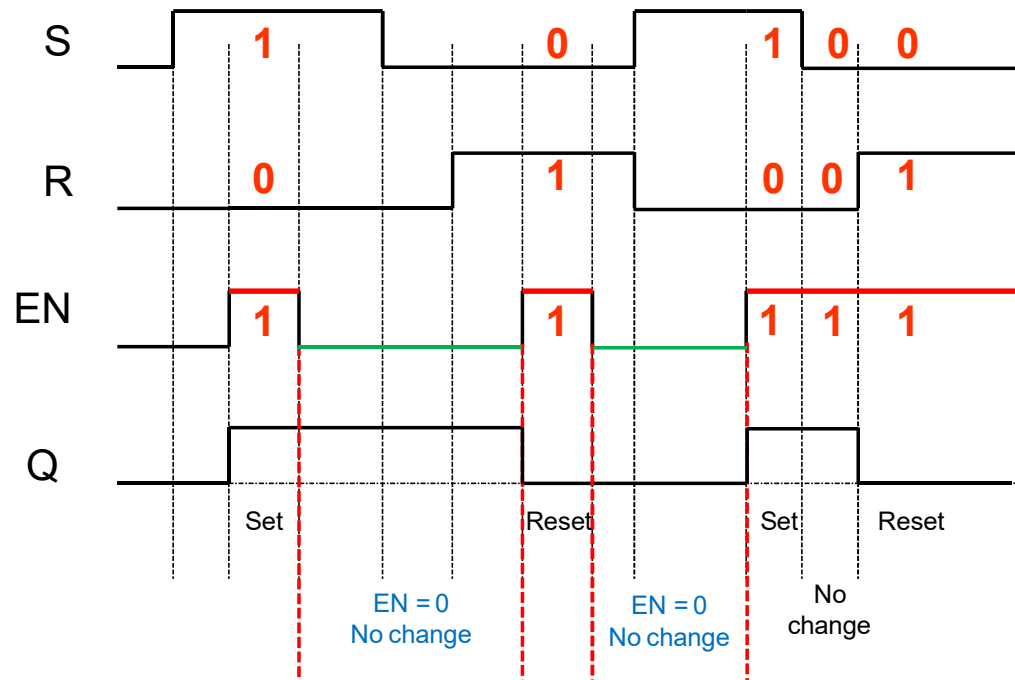 S 1 0 1 0 0
R 0 1 0 0 1
EN 1 1 1 1 1
Q
Set Reset Set Reset
EN = 0
No change
EN = 0
No change
No
change